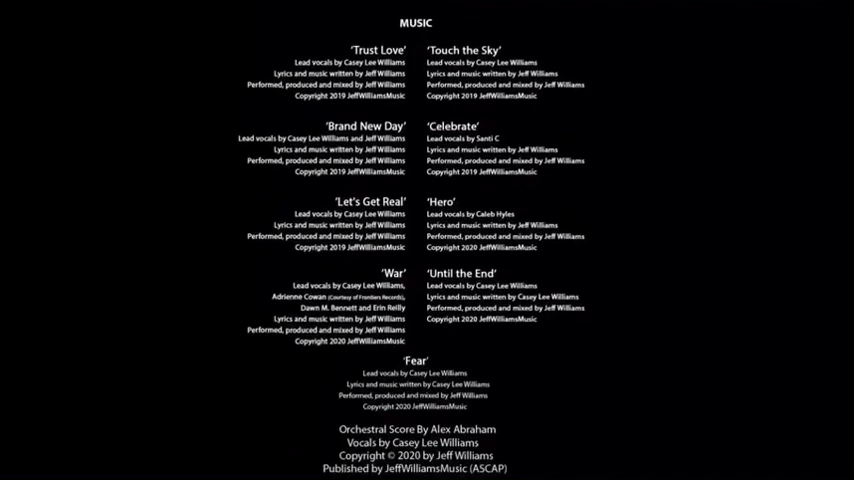 MUSIC
'Trust Love'
Lead vocals by Casey Lee Williams
Lyrics and music written by Jeff Williams
Performed, produced and mixed by Jeff Williams
Copyright 2019 JeffWilliamsMusic
'Touch the Sky'
Lead vocals by Casey Lee Williams
Lyrics and music written by Jeff Williams
Performed, produced and mixed by Jeff Williams
Copyright 2019 JeffWilliamsMusic
'Brand New Day'
Lead vocals by Casey Lee Williams and Jeff Williams
Lyrics and music written by Jeff Williams
Performed, produced and mixed by Jeff Williams
Copyright 2019 JeffWilliamsMusic
'Celebrate'
Lead vocals by Santi C
Lyrics and music written by Jeff Williams
Performed, produced and mixed by Jeff Williams
Copyright 2019 JeffWilliamsMusic
'Let's Get Real'
Lead vocals by Casey Lee Williams
Lyrics and music written by Jeff Williams
Performed, produced and mixed by Jeff Williams
Copyright 2019 JeffWilliamsMusic
'Hero'
Lead vocals by Caleb Hyles
Lyrics and music written by Jeff Williams
Performed, produced and mixed by Jeff Williams
Copyright 2020 JeffWilliamsMusic
'War'
Lead vocals by Casey Lee Williams,
Adrienne Cowan (Courtesy of Frontiers Records),
Dawn M. Bennett and Erin Reilly
Lyrics and music written by Jeff Williams
Performed, produced and mixed by Jeff Williams
Copyright 2020 JeffWilliamsMusic
'Until the End'
Lead vocals by Casey Lee Williams
Lyrics and music written by Casey Lee Williams
Performed, produced and mixed by Jeff Williams
Copyright 2020 JeffWilliamsMusic
'Fear'
Lead vocals by Casey Lee Williams
Lyrics and music written by Casey Lee Williams
Performed, produced and mixed by Jeff Williams
Copyright 2020 JeffWilliamsMusic
Orchestral Score By Alex Abraham
Vocals by Casey Lee Williams
Copyright © 2020 by Jeff Williams
Published by JeffWilliamsMusic (ASCAP)